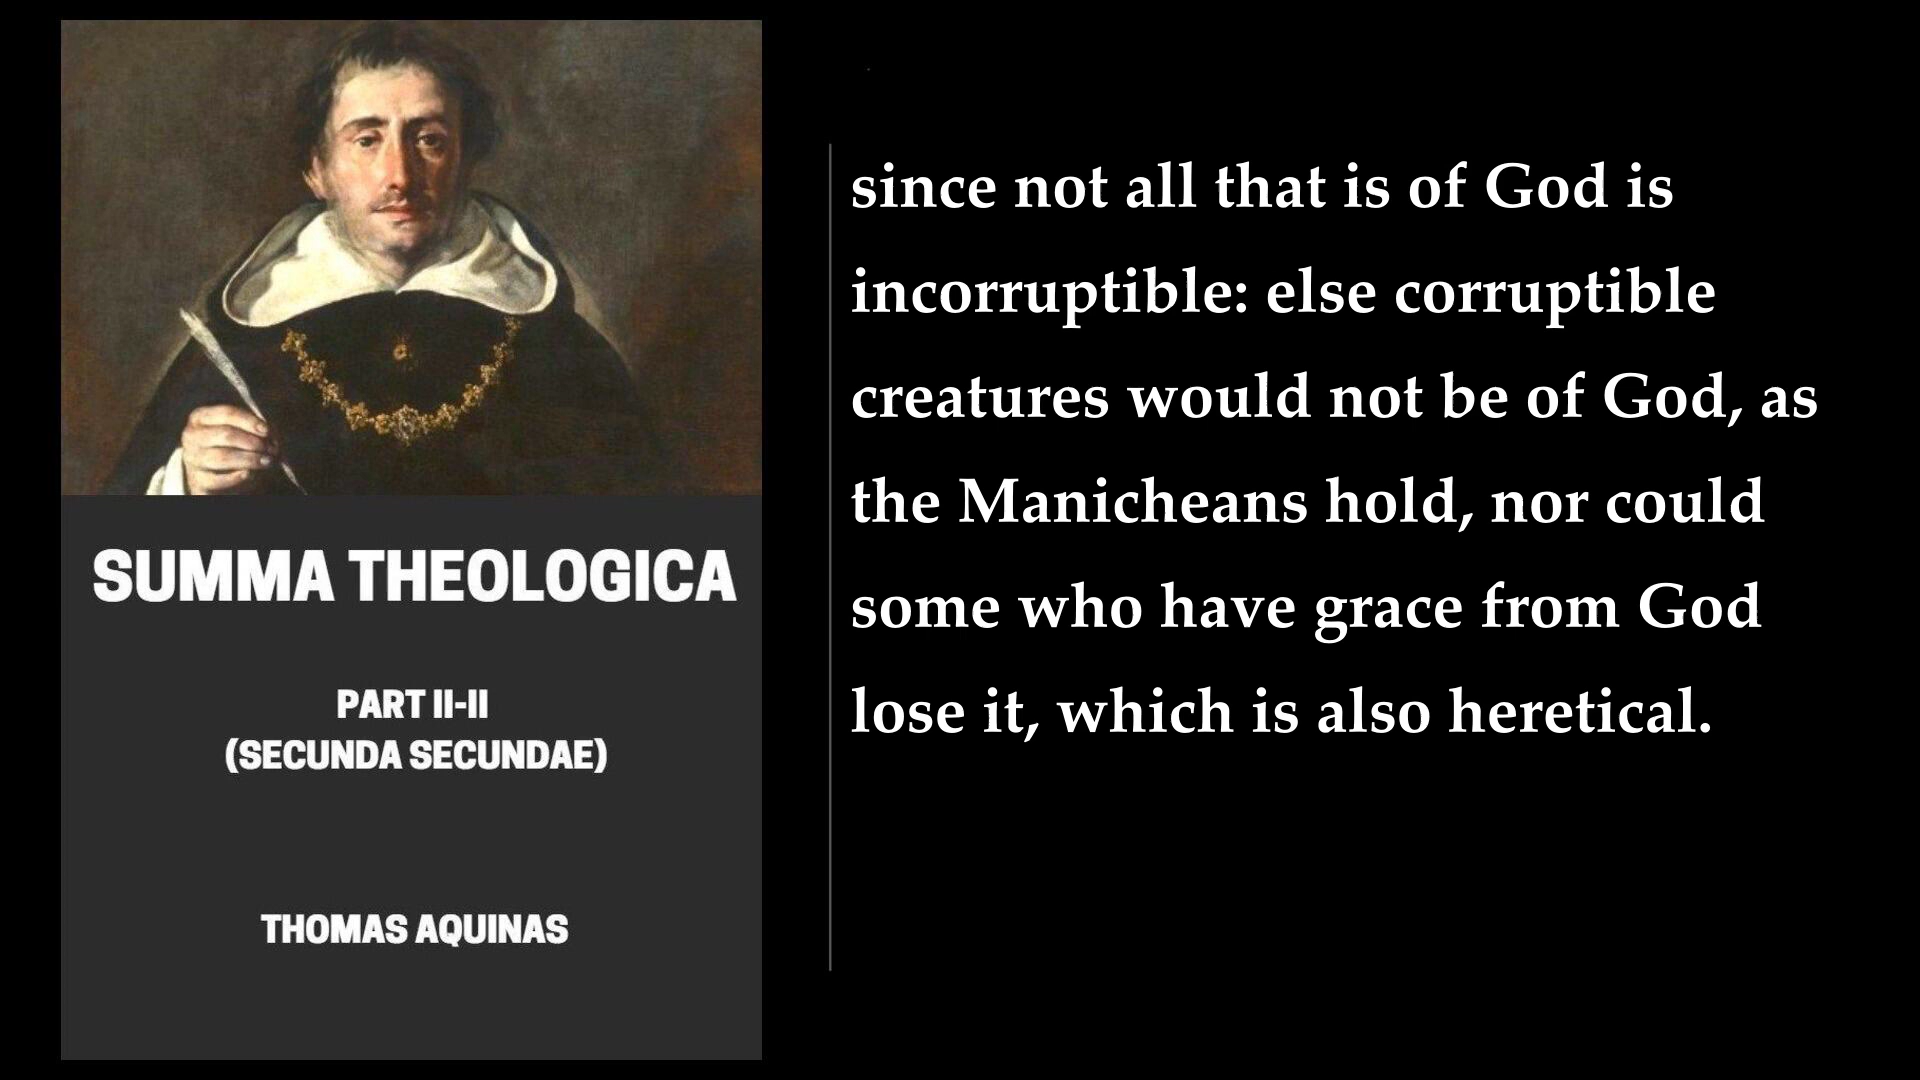 SUMMA THEOLOGICA
PART II-II
(SECUNDA SECUNDAE)
THOMAS AQUINAS
since not all that is of God is
incorruptible: else corruptible
creatures would not be of God, as
the Manicheans hold, nor could
some who have grace from God
lose it, which is also heretical.